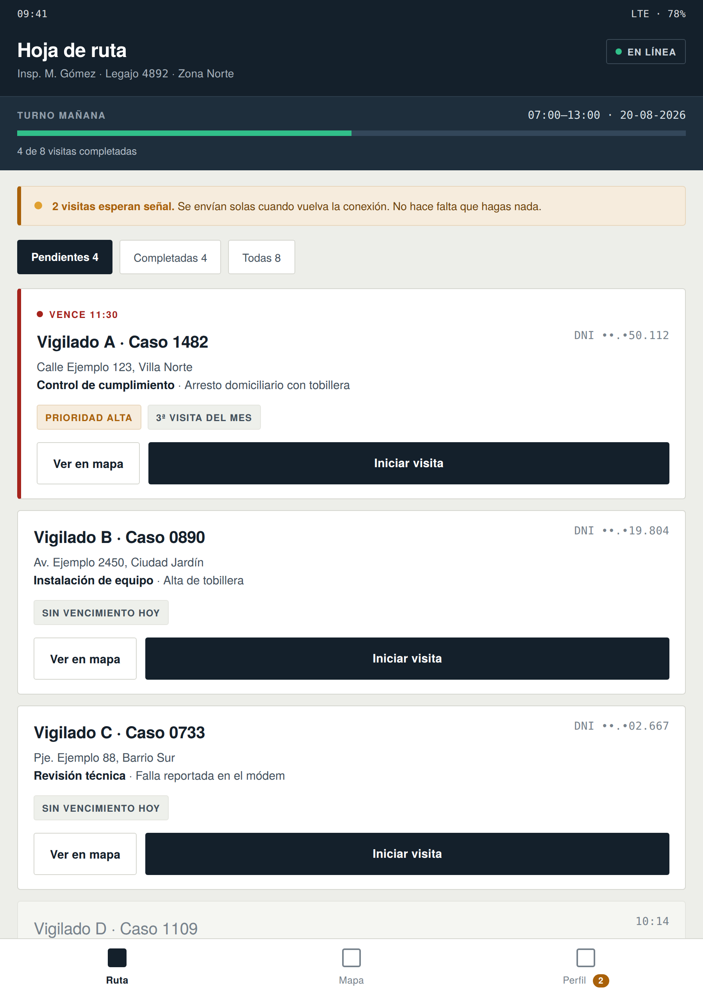 09:41 LTE · 78%
Hoja de ruta
EN LÍNEA
Insp. M. Gómez · Legajo 4892 · Zona Norte
TURNO MAÑANA 07:00–13:00 · 20-08-2026
4 de 8 visitas completadas
2 visitas esperan señal. Se envían solas cuando vuelva la conexión. No hace falta que hagas nada.
Pendientes 4 Completadas 4 Todas 8
VENCE 11:30
Vigilado A · Caso 1482 DNI ••.•50.112
Calle Ejemplo 123, Villa Norte
Control de cumplimiento · Arresto domiciliario con tobillera
PRIORIDAD ALTA 3ª VISITA DEL MES
Ver en mapa Iniciar visita
Vigilado B · Caso 0890 DNI ••.•19.804
Av. Ejemplo 2450, Ciudad Jardín
Instalación de equipo · Alta de tobillera
SIN VENCIMIENTO HOY
Ver en mapa Iniciar visita
Vigilado C · Caso 0733 DNI ••.•02.667
Pje. Ejemplo 88, Barrio Sur
Revisión técnica · Falla reportada en el módem
SIN VENCIMIENTO HOY
Ver en mapa Iniciar visita
Vigilado D · Caso 1109 10:14
Ruta Mapa Perfil 2